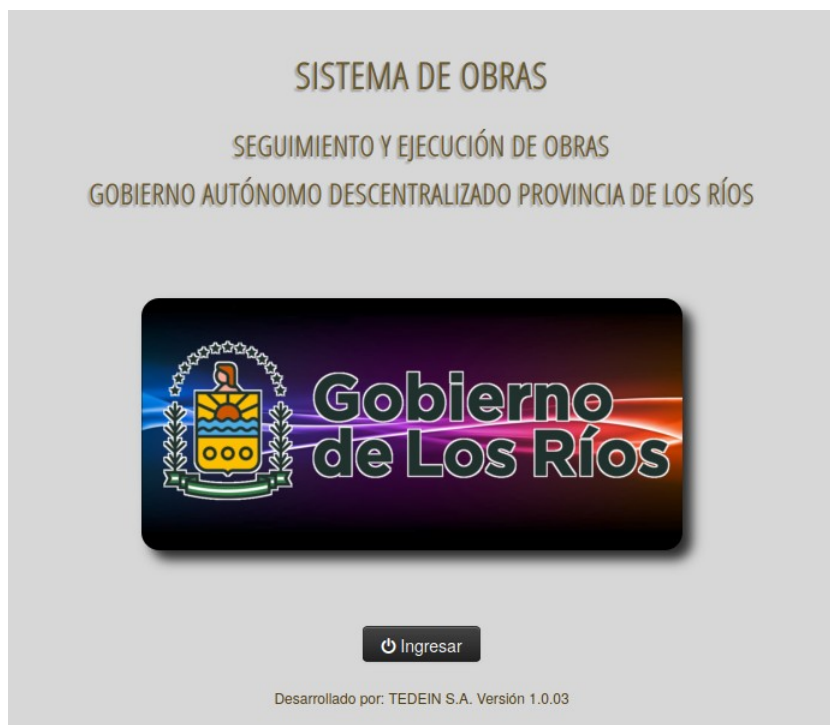 SISTEMA DE OBRAS
SEGUIMIENTO Y EJECUCIÓN DE OBRAS
GOBIERNO AUTÓNOMO DESCENTRALIZADO PROVINCIA DE LOS RÍOS
Gobierno
de Los Ríos
Ingresar
Desarrollado por: TEDEIN S.A. Versión 1.0.03